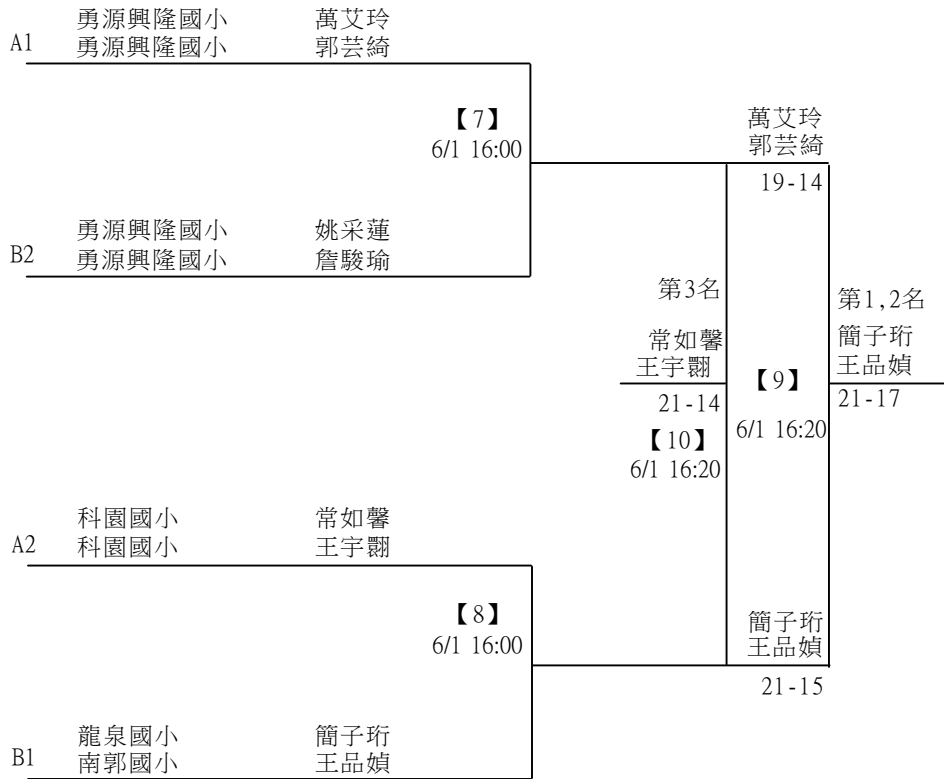 勇源興隆國小 萬艾玲
A1 勇源興隆國小 郭芸綺
【7】
6/1 16:00
萬艾玲
郭芸綺
19-14
勇源興隆國小 姚采蓮
B2 勇源興隆國小 詹駿瑜
第3名
常如馨
王宇翾
21-14
【10】
6/1 16:20
【9】
6/1 16:20
第1,2名
簡子珩
王品媜
21-17
科園國小 常如馨
A2 科園國小 王宇翾
【8】
6/1 16:00
簡子珩
王品媜
21-15
龍泉國小 簡子珩
B1 南郭國小 王品媜